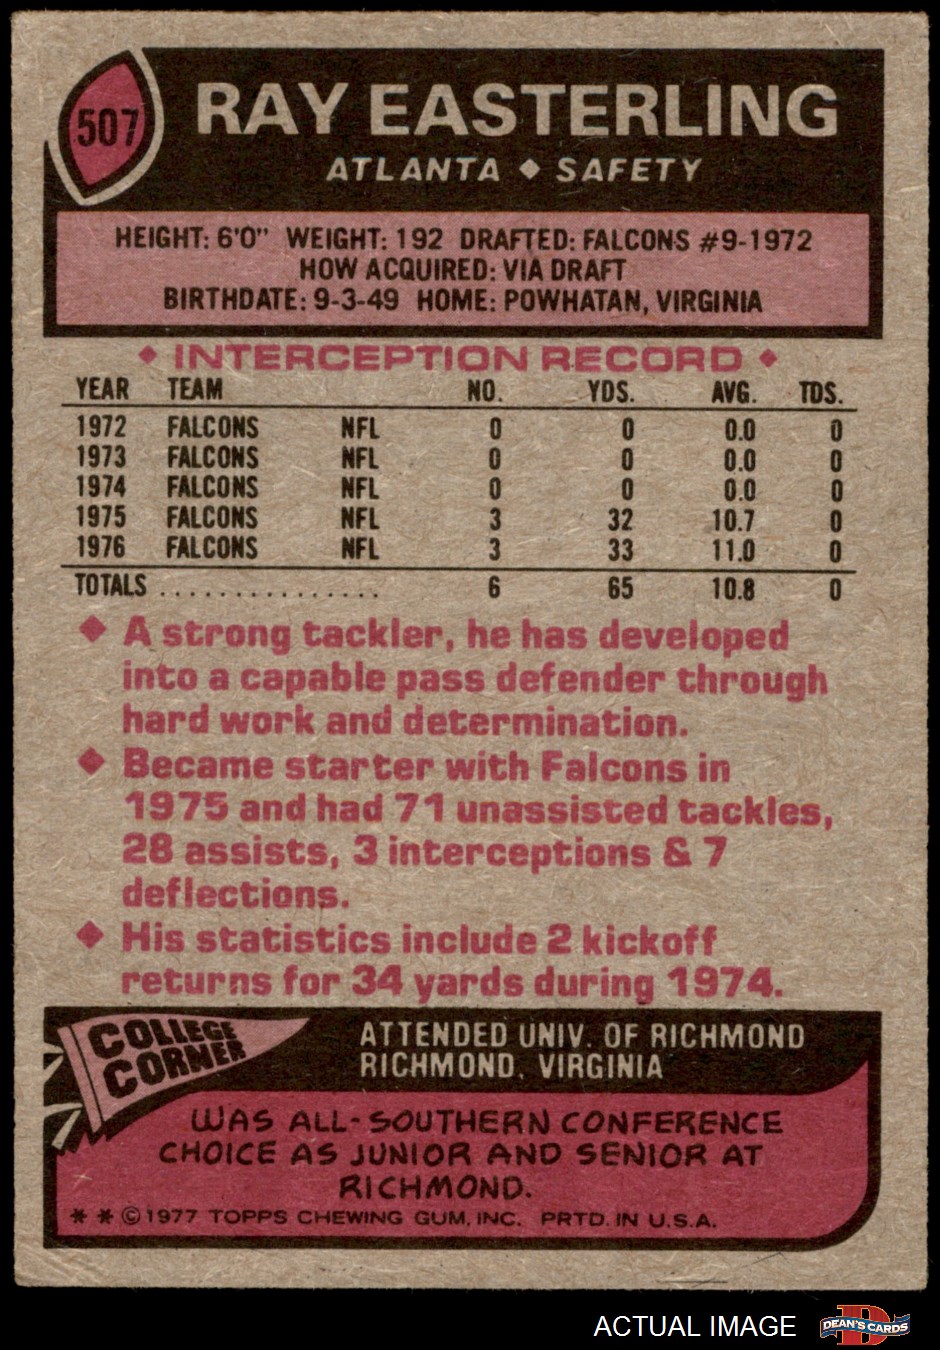 507
RAY EASTERLING
ATLANTA ◆ SAFETY
HEIGHT: 6'0" WEIGHT: 192 DRAFTED: FALCONS #9-1972
HOW ACQUIRED: VIA DRAFT
BIRTHDATE: 9-3-49 HOME: POWHATAN, VIRGINIA
◆ INTERCEPTION RECORD ◆
YEAR TEAM NO. YDS. AVG. TDS.
1972 FALCONS NFL 0 0 0.0 0
1973 FALCONS NFL 0 0 0.0 0
1974 FALCONS NFL 0 0 0.0 0
1975 FALCONS NFL 3 32 10.7 0
1976 FALCONS NFL 3 33 11.0 0
TOTALS ............... 6 65 10.8 0
◆ A strong tackler, he has developed
into a capable pass defender through
hard work and determination.
◆ Became starter with Falcons in
1975 and had 71 unassisted tackles,
28 assists, 3 interceptions & 7
deflections.
◆ His statistics include 2 kickoff
returns for 34 yards during 1974.
COLLEGE
CORNER
ATTENDED UNIV. OF RICHMOND
RICHMOND, VIRGINIA
WAS ALL-SOUTHERN CONFERENCE
CHOICE AS JUNIOR AND SENIOR AT
RICHMOND.
* * © 1977 TOPPS CHEWING GUM, INC. PRTD. IN U.S.A.
ACTUAL IMAGE
D
DEAN'S CARDS